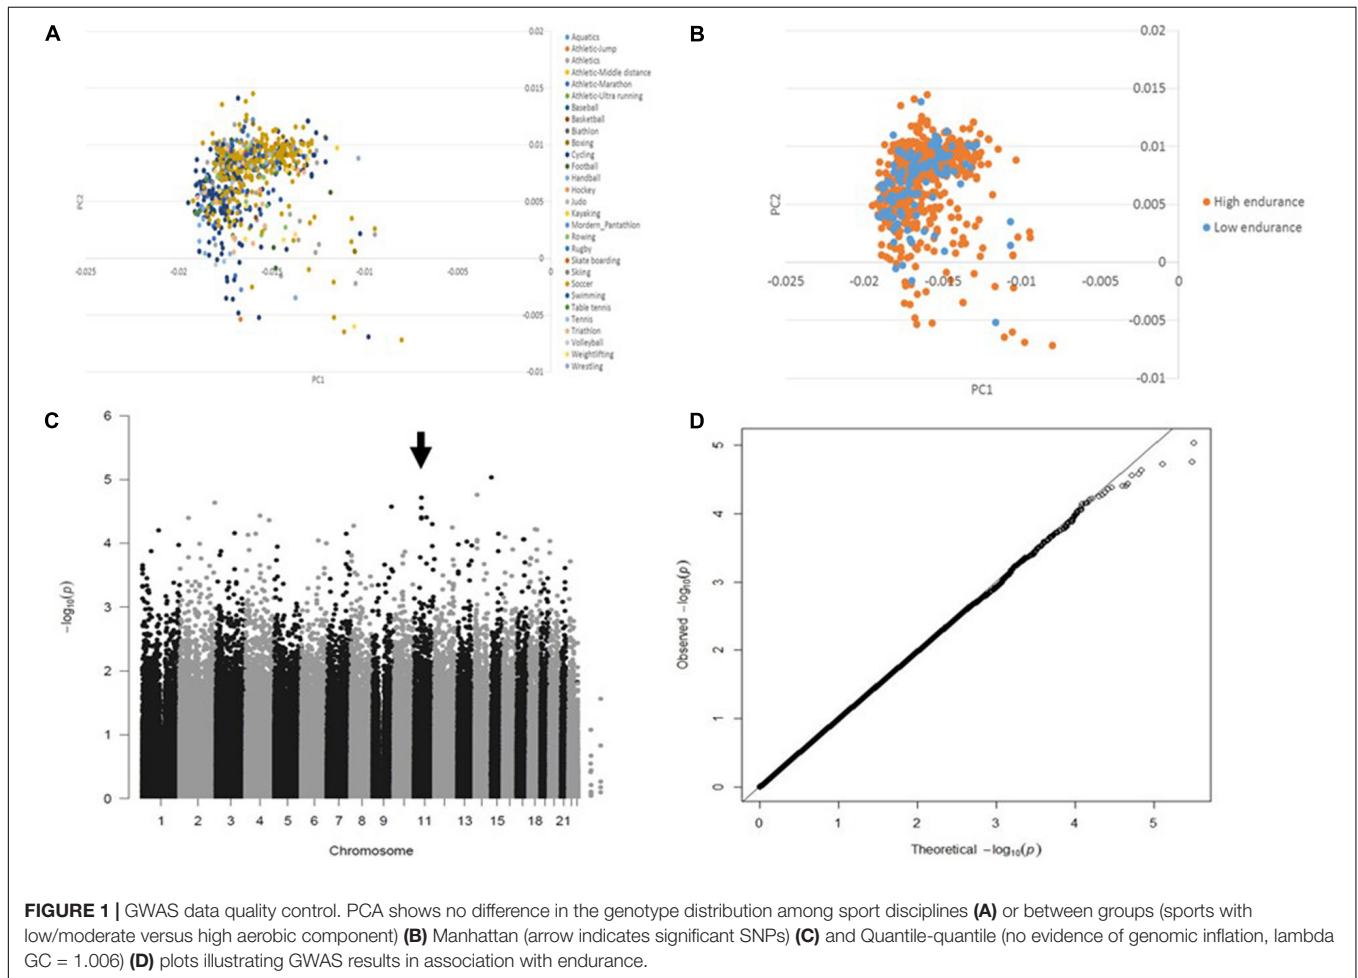 A
0.02
0.015
0.01
0.005
0
-0.005
-0.01
-0.025
-0.02
-0.015
-0.01
-0.005
PC2
PC1
Aquatics
Athletic-Jump
Athletics
Athletic-Middle distance
Athletic-Marathon
Athletic-Ultra running
Baseball
Basketball
Biathlon
Boxing
Cycling
Football
Handball
Hockey
Judo
Kayaking
Mordern_Pantathlon
Rowing
Rugby
Skate boarding
Skiing
Soccer
Swimming
Table tennis
Tennis
Triathlon
Volleyball
Weightlifting
Wrestling
B
0.02
0.015
0.01
0.005
0
-0.005
-0.01
-0.025
-0.02
-0.015
-0.01
-0.005
0
PC2
PC1
High endurance
Low endurance
C
6
5
4
3
2
1
0
−log10(p)
1 2 3 4 5 6 7 8 9 11 13 15 18 21
Chromosome
D
5
4
3
2
1
0
Observed −log10(p)
0 1 2 3 4 5
Theoretical −log10(p)
FIGURE 1 | GWAS data quality control. PCA shows no difference in the genotype distribution among sport disciplines (A) or between groups (sports with
low/moderate versus high aerobic component) (B) Manhattan (arrow indicates significant SNPs) (C) and Quantile-quantile (no evidence of genomic inflation, lambda
GC = 1.006) (D) plots illustrating GWAS results in association with endurance.